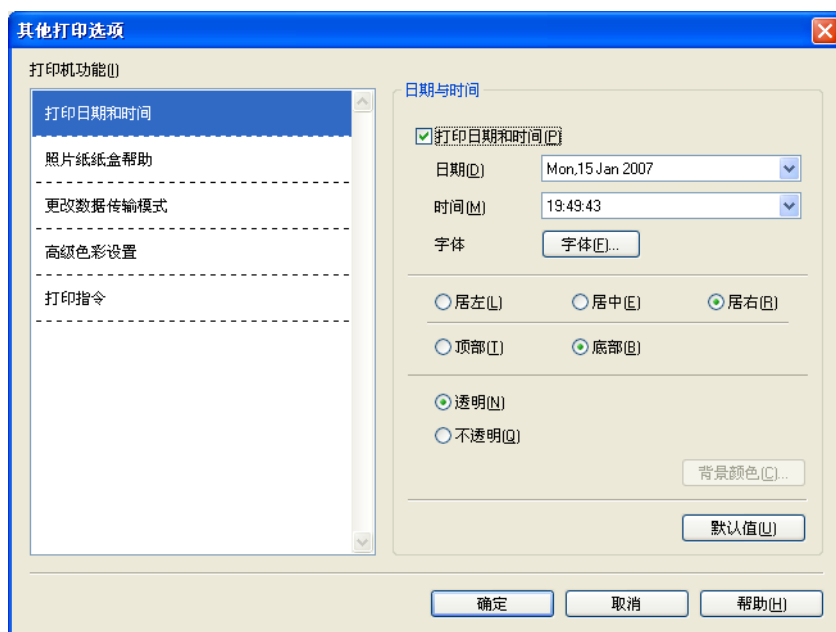 其他打印选项
打印机功能(I)
打印日期和时间
照片纸纸盒帮助
更改数据传输模式
高级色彩设置
打印指令
日期与时间
打印日期和时间(P)
日期(D) Mon,15 Jan 2007
时间(M) 19:49:43
字体 字体(F)...
居左(L) 居中(E) 居右(R)
顶部(T) 底部(B)
透明(N)
不透明(Q)
背景颜色(C)...
默认值(U)
确定 取消 帮助(H)